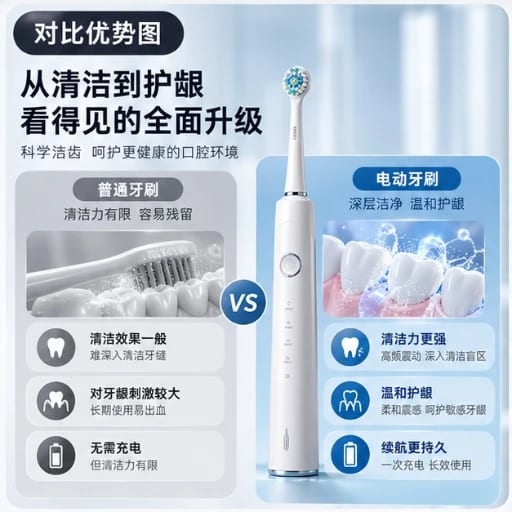 对比优势图
从清洁到护龈
看得见的全面升级
科学洁齿 呵护更健康的口腔环境
普通牙刷
清洁力有限 容易残留
清洁效果一般
难深入清洁牙缝
对牙龈刺激较大
长期使用易出血
无需充电
但清洁力有限
VS
电动牙刷
深层洁净 温和护龈
清洁力更强
高频震动 深入清洁盲区
温和护龈
柔和震感 呵护敏感牙龈
续航更持久
一次充电 长效使用